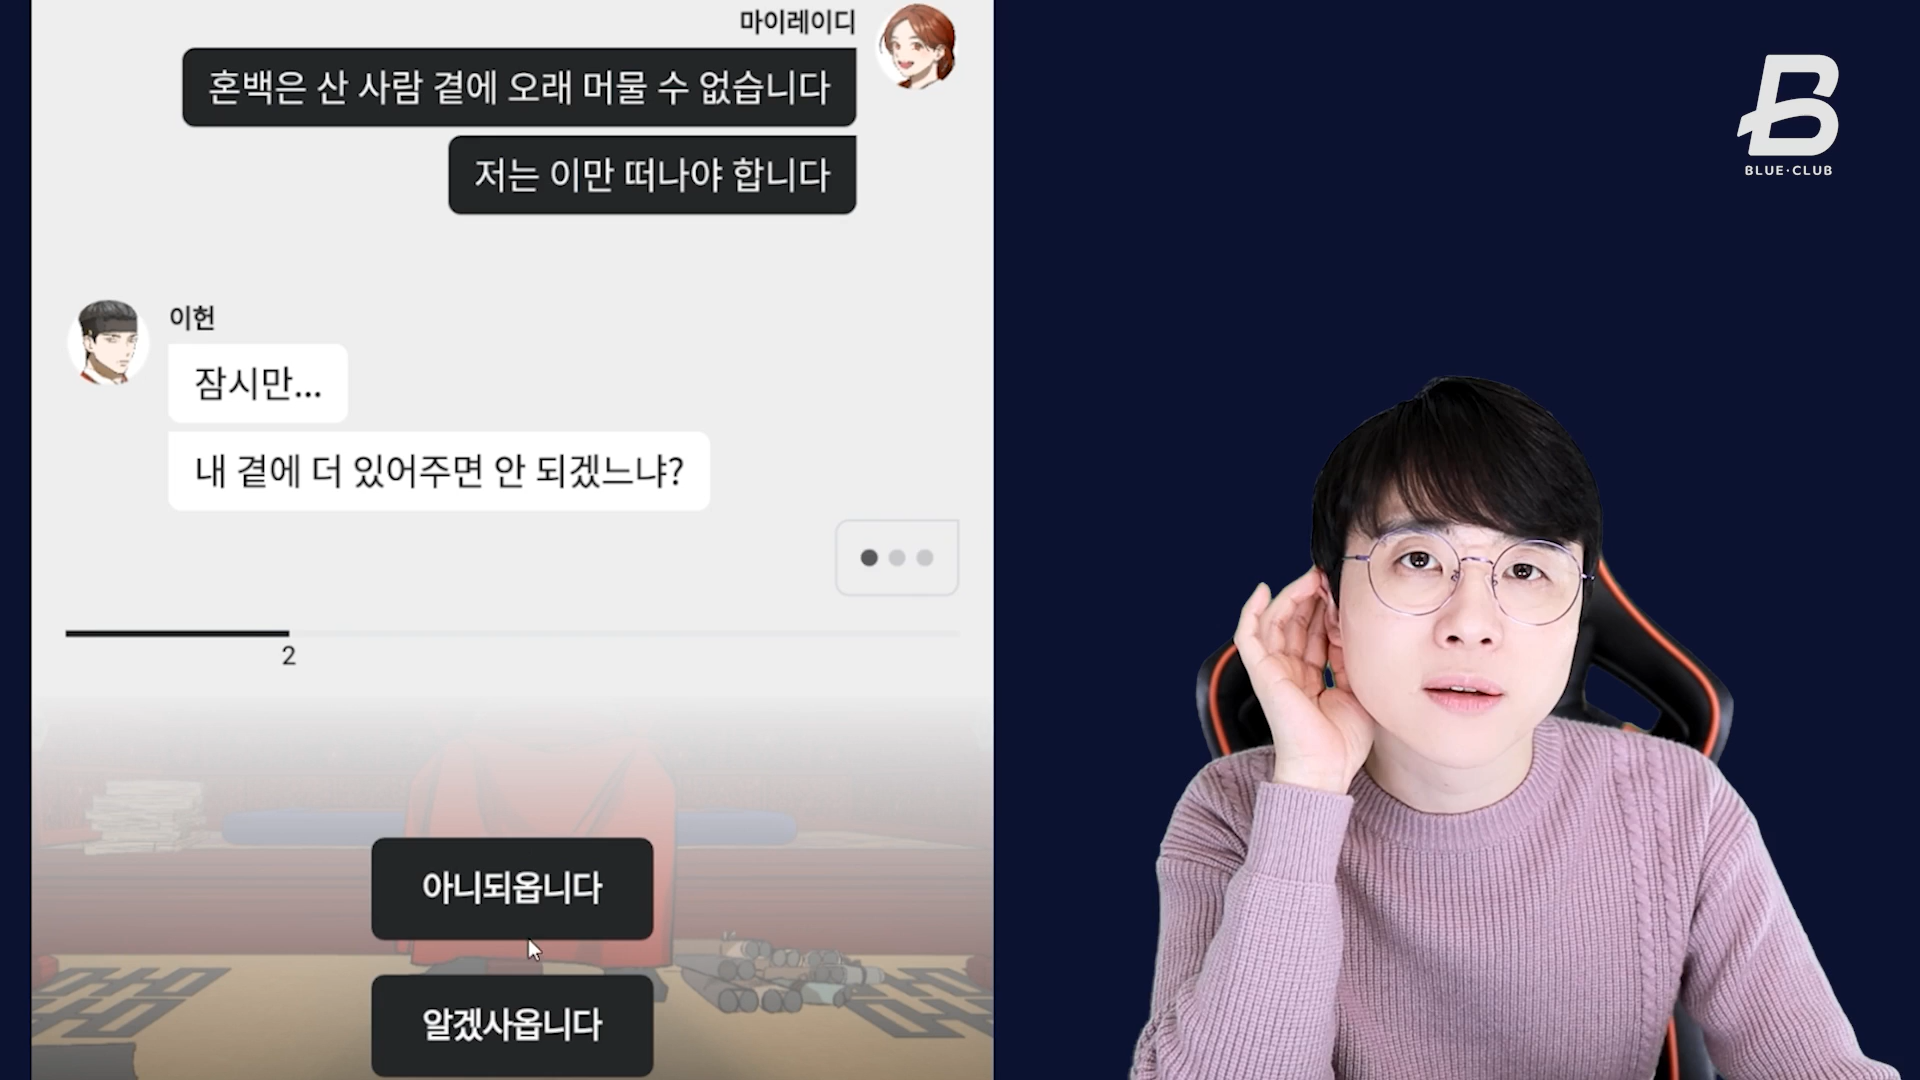 마이레이디
혼백은 산 사람 곁에 오래 머물 수 없습니다
저는 이만 떠나야 합니다
이헌
잠시만...
내 곁에 더 있어주면 안 되겠느냐?
2
아니되옵니다
알겠사옵니다
B
BLUE·CLUB